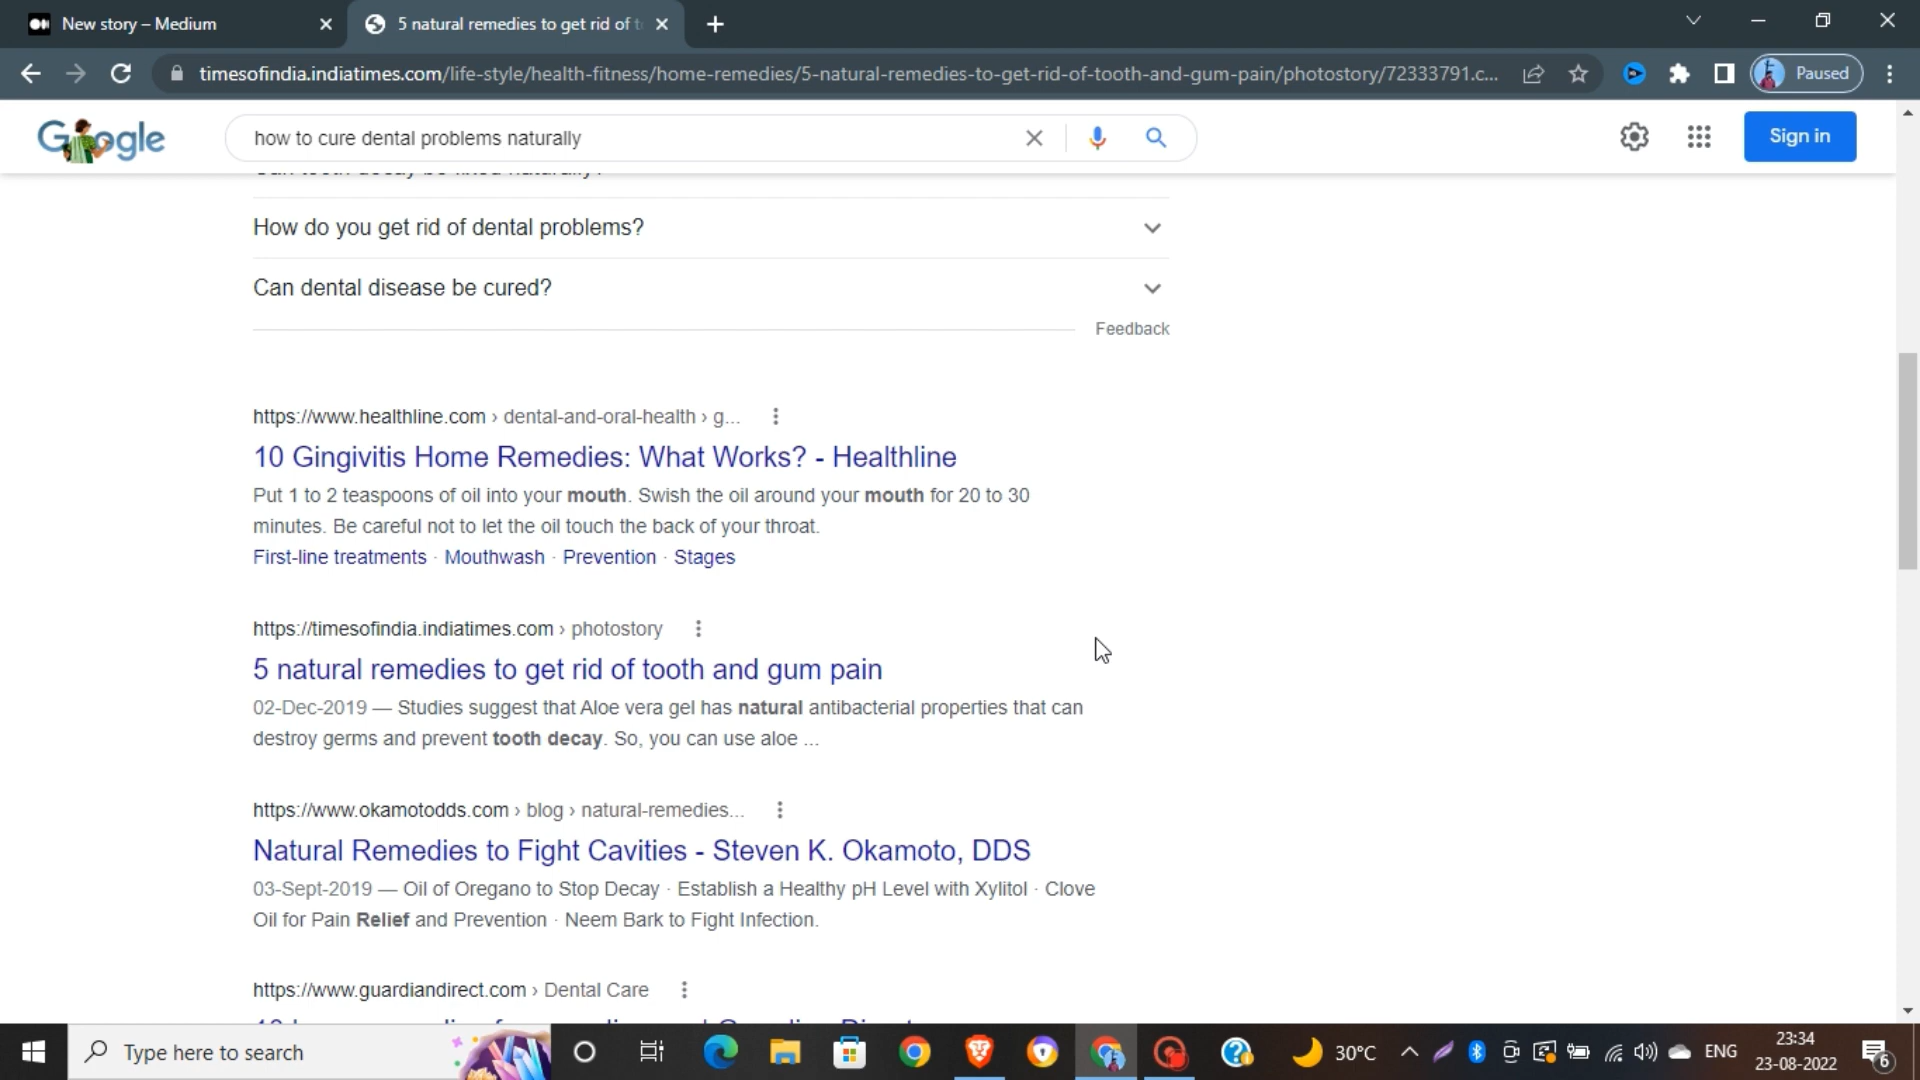 New story – Medium
5 natural remedies to get rid of t
timesofindia.indiatimes.com/life-style/health-fitness/home-remedies/5-natural-remedies-to-get-rid-of-tooth-and-gum-pain/photostory/72333791.c...
Paused
Google
how to cure dental problems naturally
Sign in
How do you get rid of dental problems?
Can dental disease be cured?
Feedback
https://www.healthline.com › dental-and-oral-health › g...
10 Gingivitis Home Remedies: What Works? - Healthline
Put 1 to 2 teaspoons of oil into your mouth. Swish the oil around your mouth for 20 to 30
minutes. Be careful not to let the oil touch the back of your throat.
First-line treatments · Mouthwash · Prevention · Stages
https://timesofindia.indiatimes.com › photostory
5 natural remedies to get rid of tooth and gum pain
02-Dec-2019 — Studies suggest that Aloe vera gel has natural antibacterial properties that can
destroy germs and prevent tooth decay. So, you can use aloe ...
https://www.okamotodds.com › blog › natural-remedies...
Natural Remedies to Fight Cavities - Steven K. Okamoto, DDS
03-Sept-2019 — Oil of Oregano to Stop Decay · Establish a Healthy pH Level with Xylitol · Clove
Oil for Pain Relief and Prevention · Neem Bark to Fight Infection.
https://www.guardiandirect.com › Dental Care
Type here to search
30°C
ENG
23:34
23-08-2022
6